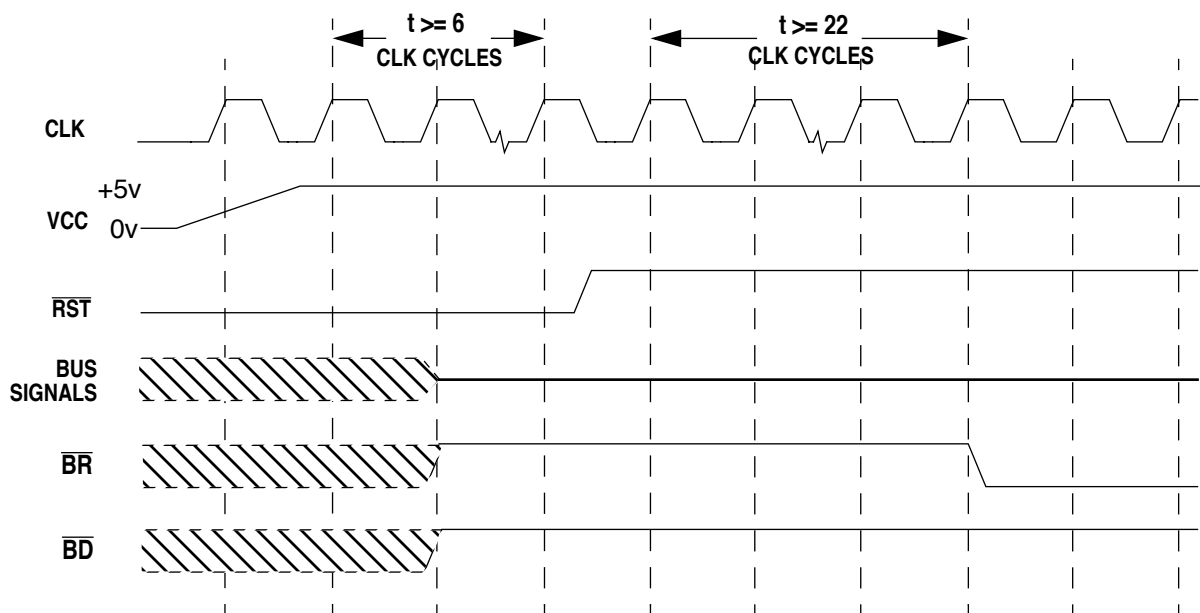 t >= 6
CLK CYCLES
t >= 22
CLK CYCLES
CLK
+5v
VCC
0v
RST
BUS
SIGNALS
BR
BD